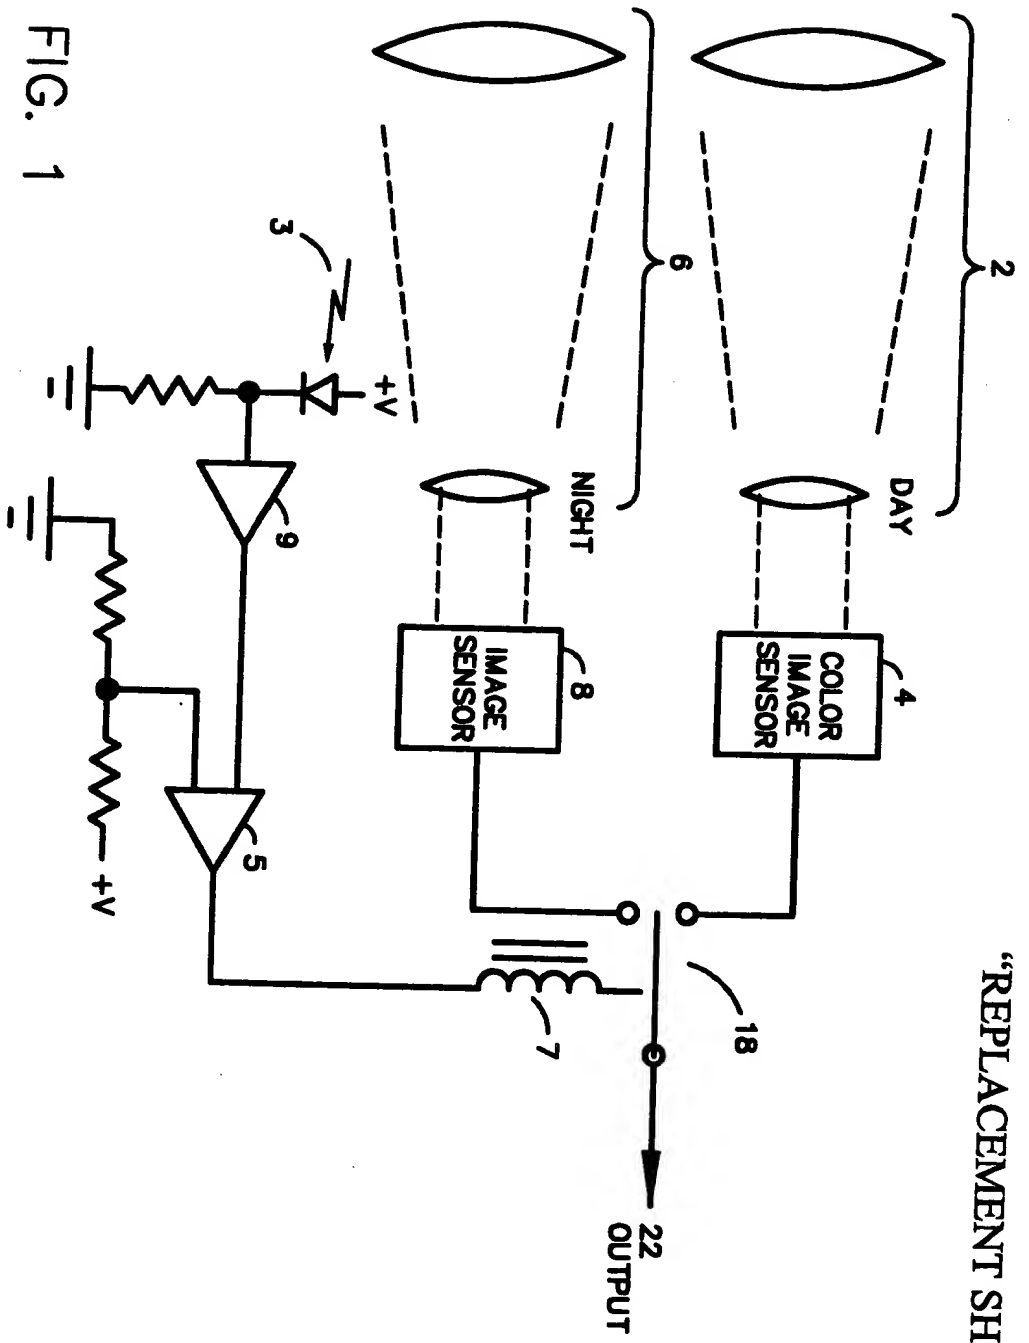 "REPLACEMENT SH
2
DAY
4
COLOR
IMAGE
SENSOR
18
22
OUTPUT
6
NIGHT
8
IMAGE
SENSOR
7
3
+V
9
5
+V
FIG. 1